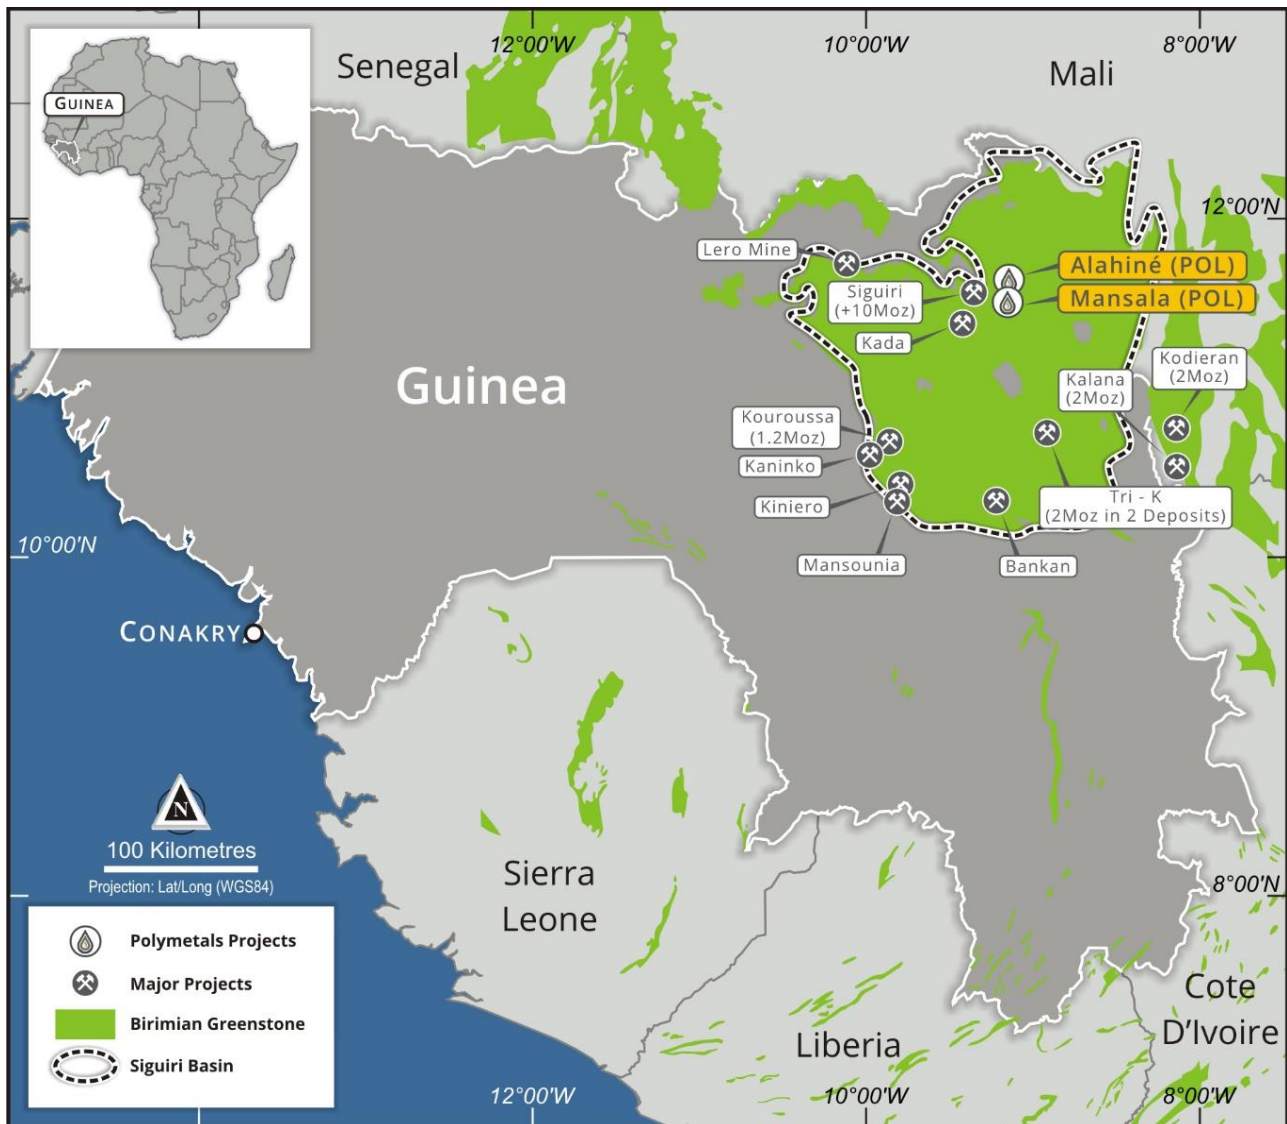 12°00'W
10°00'W
8°00'W
Senegal
Mali
GUINEA
12°00'N
Lero Mine
Alahiné (POL)
Siguiri
(+10Moz)
Mansala (POL)
Kada
Kodieran
(2Moz)
Kalana
(2Moz)
Guinea
Kouroussa
(1.2Moz)
Kaninko
Kiniero
Tri - K
(2Moz in 2 Deposits)
Mansounia
Bankan
10°00'N
CONAKRY
N
100 Kilometres
Projection: Lat/Long (WGS84)
Sierra
Leone
8°00'N
Polymetals Projects
Major Projects
Birimian Greenstone
Siguiri Basin
Cote
D'Ivoire
Liberia
12°00'W
10°00'W
8°00'W